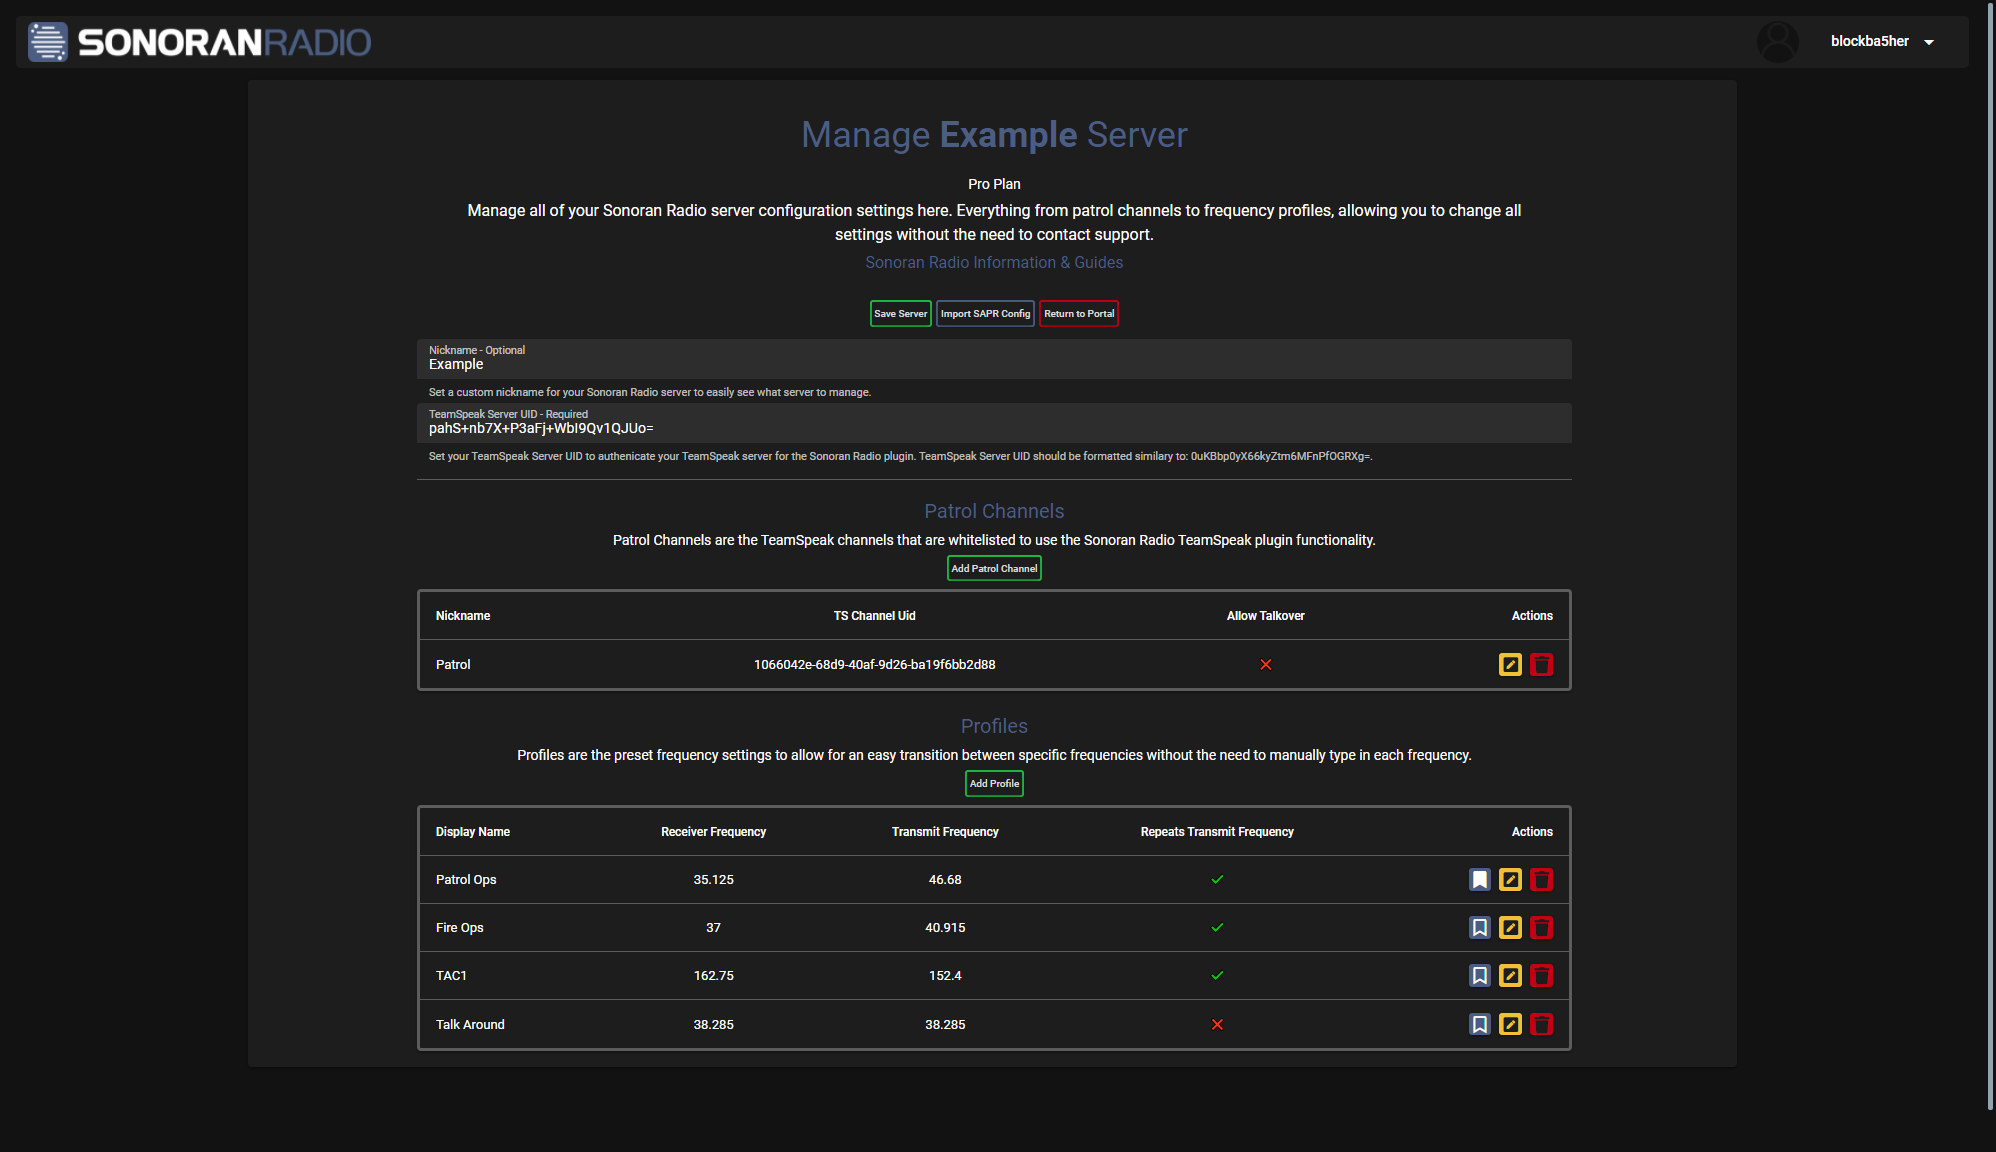 SONORANRADIO
blockba5her
Manage Example Server
Pro Plan
Manage all of your Sonoran Radio server configuration settings here. Everything from patrol channels to frequency profiles, allowing you to change all
settings without the need to contact support.
Sonoran Radio Information & Guides
Save Server Import SAPR Config Return to Portal
Nickname - Optional
Example
Set a custom nickname for your Sonoran Radio server to easily see what server to manage.
TeamSpeak Server UID - Required
pahS+nb7X+P3aFj+WbI9Qv1QJUo=
Set your TeamSpeak Server UID to authenicate your TeamSpeak server for the Sonoran Radio plugin. TeamSpeak Server UID should be formatted similary to: 0uKBbp0yX66kyZtm6MFnPfOGRXg=.
Patrol Channels
Patrol Channels are the TeamSpeak channels that are whitelisted to use the Sonoran Radio TeamSpeak plugin functionality.
Add Patrol Channel
Nickname TS Channel Uid Allow Talkover Actions
Patrol 1066042e-68d9-40af-9d26-ba19f6bb2d88
Profiles
Profiles are the preset frequency settings to allow for an easy transition between specific frequencies without the need to manually type in each frequency.
Add Profile
Display Name Receiver Frequency Transmit Frequency Repeats Transmit Frequency Actions
Patrol Ops 35.125 46.68
Fire Ops 37 40.915
TAC1 162.75 152.4
Talk Around 38.285 38.285